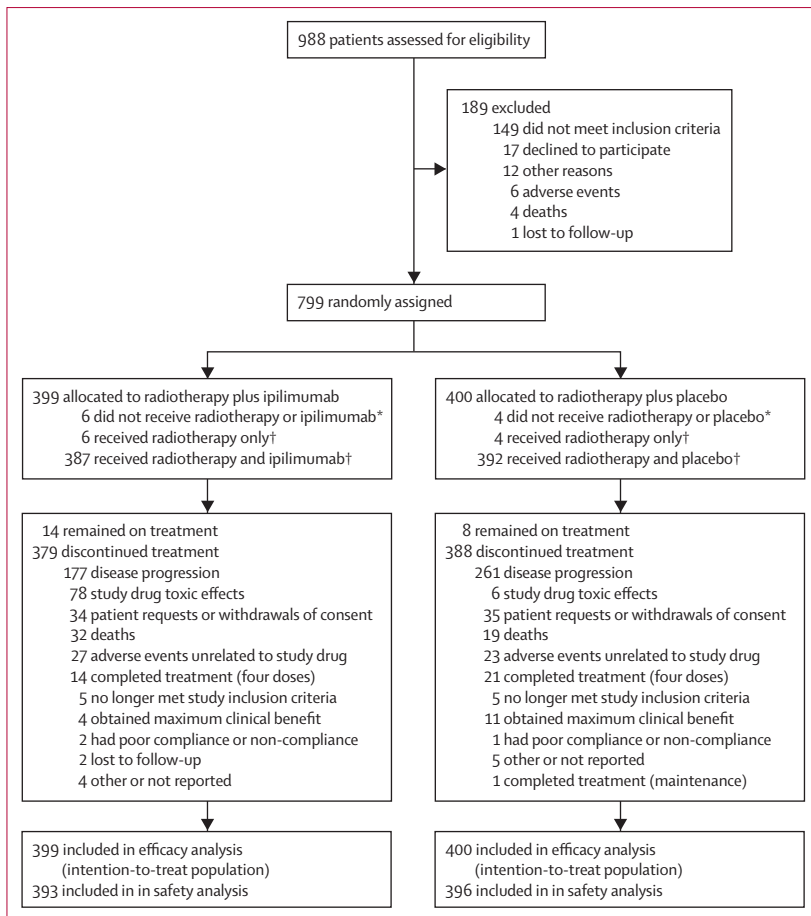 988 patients assessed for eligibility
189 excluded
149 did not meet inclusion criteria
17 declined to participate
12 other reasons
6 adverse events
4 deaths
1 lost to follow-up
799 randomly assigned
399 allocated to radiotherapy plus ipilimumab
6 did not receive radiotherapy or ipilimumab*
6 received radiotherapy only†
387 received radiotherapy and ipilimumab†
400 allocated to radiotherapy plus placebo
4 did not receive radiotherapy or placebo*
4 received radiotherapy only†
392 received radiotherapy and placebo†
14 remained on treatment
379 discontinued treatment
177 disease progression
78 study drug toxic effects
34 patient requests or withdrawals of consent
32 deaths
27 adverse events unrelated to study drug
14 completed treatment (four doses)
5 no longer met study inclusion criteria
4 obtained maximum clinical benefit
2 had poor compliance or non-compliance
2 lost to follow-up
4 other or not reported
8 remained on treatment
388 discontinued treatment
261 disease progression
6 study drug toxic effects
35 patient requests or withdrawals of consent
19 deaths
23 adverse events unrelated to study drug
21 completed treatment (four doses)
5 no longer met study inclusion criteria
11 obtained maximum clinical benefit
1 had poor compliance or non-compliance
5 other or not reported
1 completed treatment (maintenance)
399 included in efficacy analysis
(intention-to-treat population)
393 included in in safety analysis
400 included in efficacy analysis
(intention-to-treat population)
396 included in in safety analysis